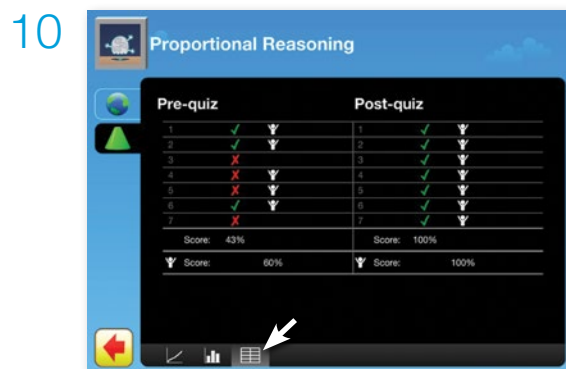 10
Proportional Reasoning
Pre-quiz Post-quiz
1 ✓ 1 ✓
2 ✓ 2 ✓
3 ✗ 3 ✓
4 ✗ 4 ✓
5 ✗ 5 ✓
6 ✓ 6 ✓
7 ✗ 7 ✓
Score: 43% Score: 100%
Score: 60% Score: 100%